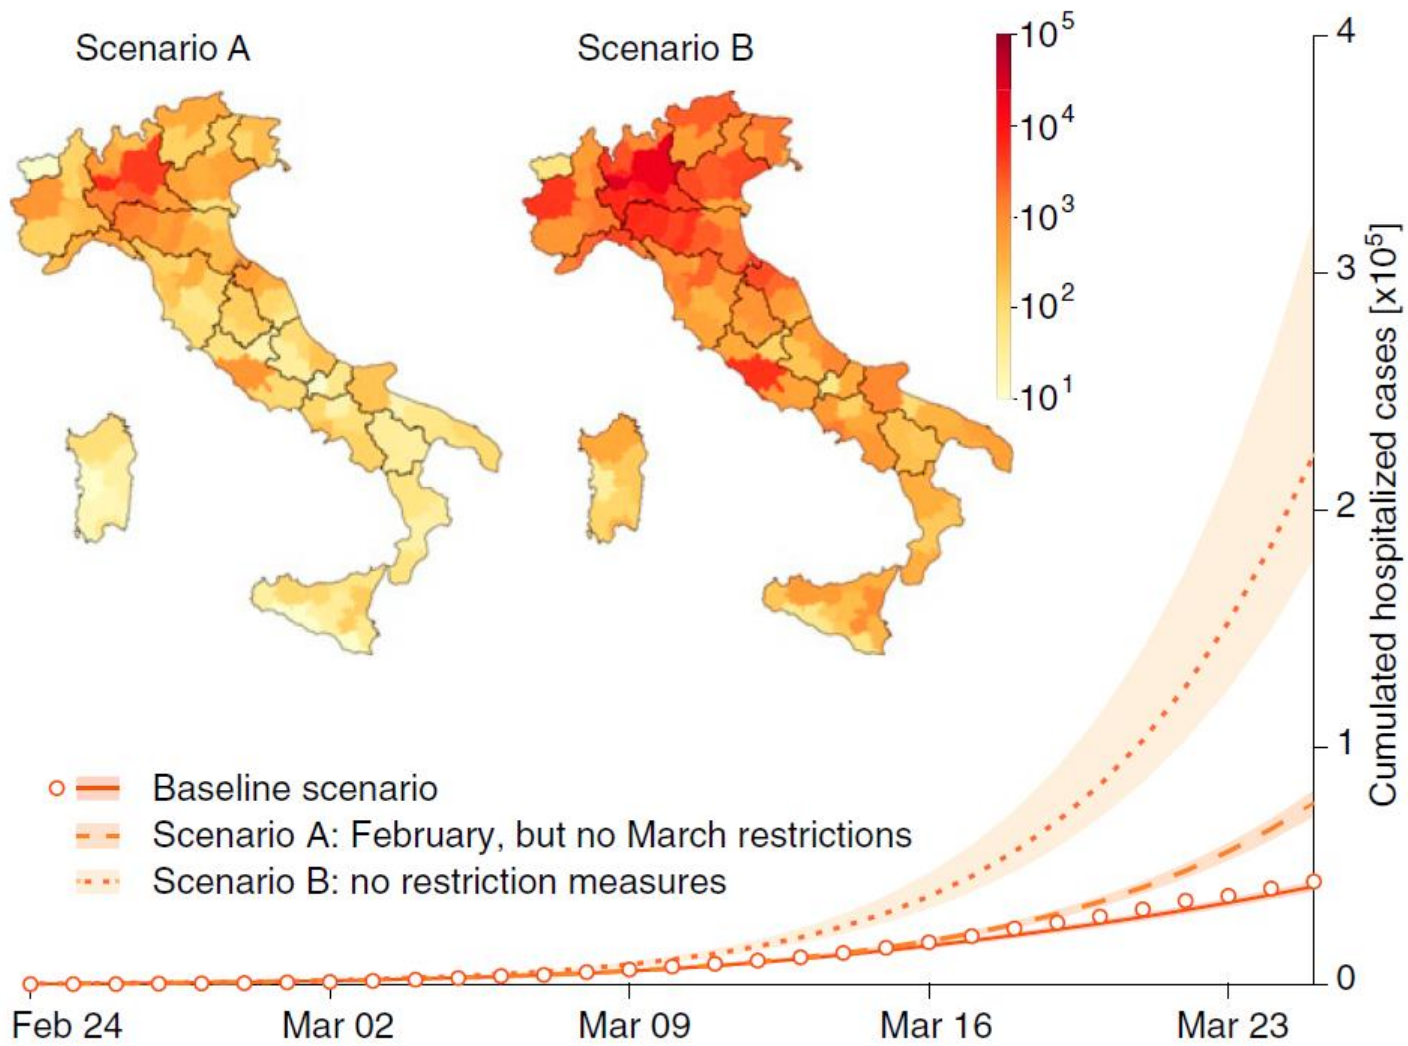 Scenario A
Scenario B
10^5
10^4
10^3
10^2
10^1
4
3
2
1
0
Cumulated hospitalized cases [x10^5]
Baseline scenario
Scenario A: February, but no March restrictions
Scenario B: no restriction measures
Feb 24
Mar 02
Mar 09
Mar 16
Mar 23